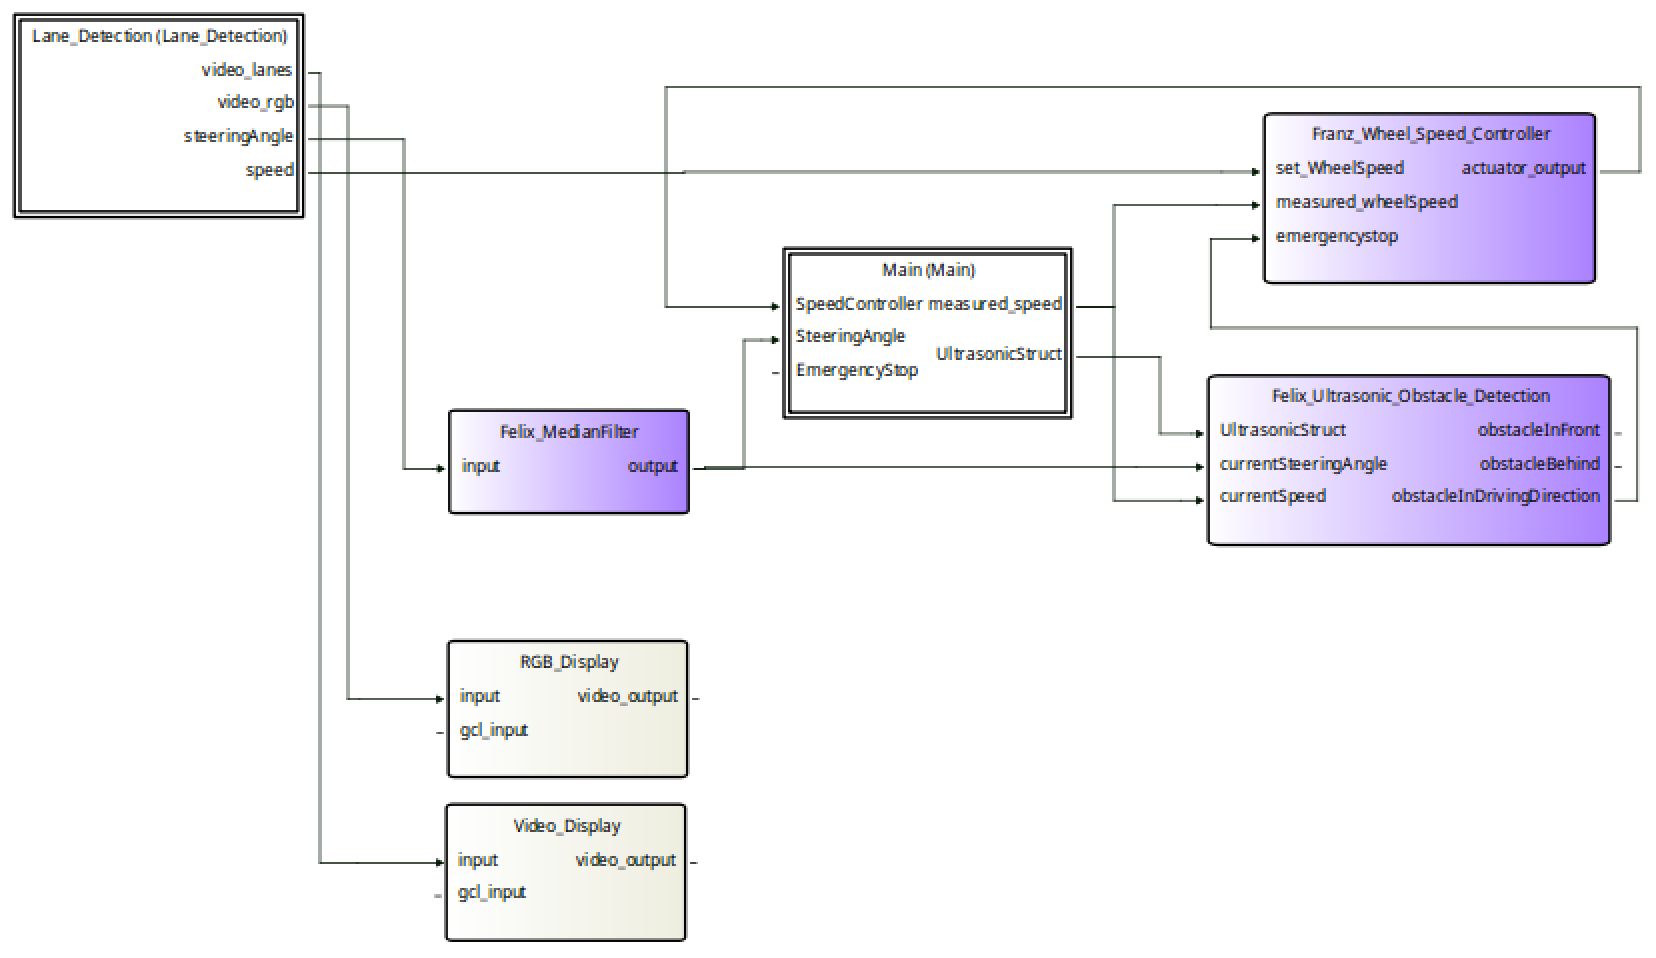 Lane_Detection (Lane_Detection)
video_lanes
video_rgb
steeringAngle
speed
Franz_Wheel_Speed_Controller
set_WheelSpeed actuator_output
measured_wheelSpeed
emergencystop
Main (Main)
SpeedController measured_speed
SteeringAngle
UltrasonicStruct
EmergencyStop
Felix_Ultrasonic_Obstacle_Detection
UltrasonicStruct obstacleInFront
currentSteeringAngle obstacleBehind
currentSpeed obstacleInDrivingDirection
Felix_MedianFilter
input output
RGB_Display
input video_output
gcl_input
Video_Display
input video_output
gcl_input